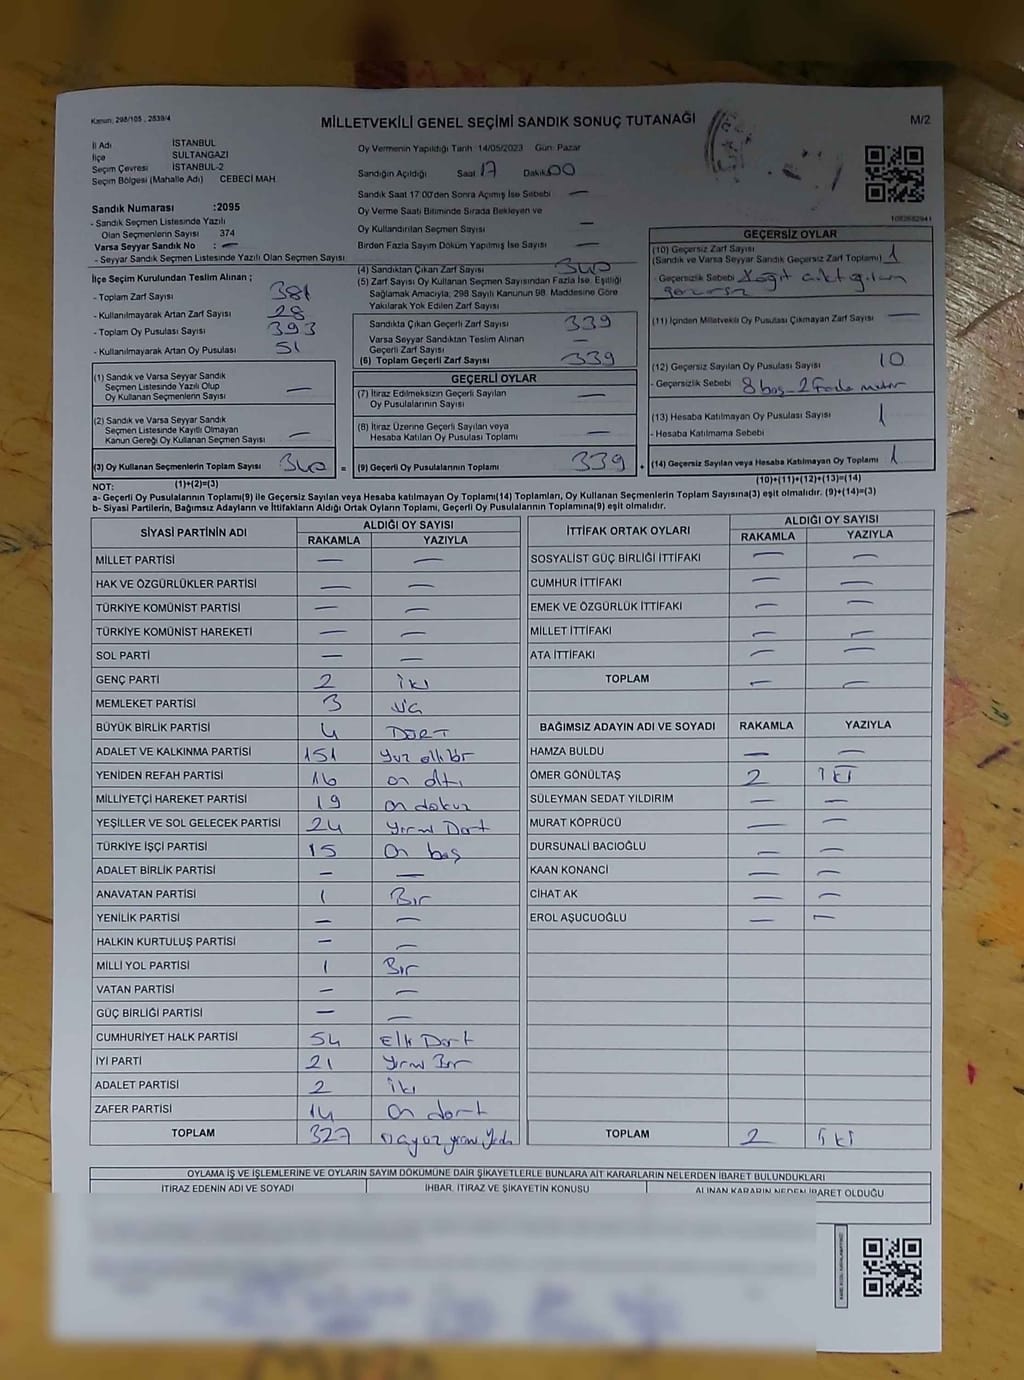 Kanun: 298/105 , 2839/4
MİLLETVEKİLİ GENEL SEÇİMİ SANDIK SONUÇ TUTANAĞI
M/2
İl Adı İSTANBUL
İlçe SULTANGAZI
Seçim Çevresi İSTANBUL-2
Seçim Bölgesi (Mahalle Adı) CEBECİ MAH.
Sandık Numarası :2095
- Sandık Seçmen Listesinde Yazılı
Olan Seçmenlerin Sayısı 374
Varsa Seyyar Sandık No : —
- Seyyar Sandık Seçmen Listesinde Yazılı Olan Seçmen Sayısı
Oy Vermenin Yapıldığı Tarih :14/05/2023 Gün: Pazar
Sandığın Açıldığı Saat 17 Dakika 00
Sandık Saat 17:00'den Sonra Açımış İse Sebebi —
Oy Verme Saati Bitiminde Sırada Bekleyen ve
Oy Kullandırılan Seçmen Sayısı —
Birden Fazla Sayım Döküm Yapılmış İse Sayısı —
İlçe Seçim Kurulundan Teslim Alınan ;
- Toplam Zarf Sayısı 381
- Kullanılmayarak Artan Zarf Sayısı 28
- Toplam Oy Pusulası Sayısı 393
- Kullanılmayarak Artan Oy Pusulası 51
(1) Sandık ve Varsa Seyyar Sandık
Seçmen Listesinde Yazılı Olup
Oy Kullanan Seçmenlerin Sayısı —
(2) Sandık ve Varsa Seyyar Sandık
Seçmen Listesinde Kayıtlı Olmayan
Kanun Gereği Oy Kullanan Seçmen Sayısı —
(3) Oy Kullanan Seçmenlerin Toplam Sayısı 340 =
(1)+(2)=(3)
(4) Sandıktan Çıkan Zarf Sayısı 340
(5) Zarf Sayısı Oy Kullanan Seçmen Sayısından Fazla İse, Eşitliği
Sağlamak Amacıyla, 298 Sayılı Kanunun 98. Maddesine Göre
Yakılarak Yok Edilen Zarf Sayısı
Sandıkta Çıkan Geçerli Zarf Sayısı 339
Varsa Seyyar Sandıktan Teslim Alınan
Geçerli Zarf Sayısı —
(6) Toplam Geçerli Zarf Sayısı 339
GEÇERLİ OYLAR
(7) İtiraz Edilmeksizin Geçerli Sayılan
Oy Pusulalarının Sayısı —
(8) İtiraz Üzerine Geçerli Sayılan veya
Hesaba Katılan Oy Pusulası Toplamı —
(9) Geçerli Oy Pusulalarının Toplamı 339 +
1082682941
GEÇERSİZ OYLAR
(10) Geçersiz Zarf Sayısı
(Sandık ve Varsa Seyyar Sandık Geçersiz Zarf Toplamı) 1
- Geçersizlik Sebebi
(11) İçinden Milletvekili Oy Pusulası Çıkmayan Zarf Sayısı —
(12) Geçersiz Sayılan Oy Pusulası Sayısı 10
- Geçersizlik Sebebi 8 boş - 2
(13) Hesaba Katılmayan Oy Pusulası Sayısı 1
- Hesaba Katılmama Sebebi
(14) Geçersiz Sayılan veya Hesaba Katılmayan Oy Toplamı 1
(10)+(11)+(12)+(13)=(14)
NOT:
a- Geçerli Oy Pusulalarının Toplamı(9) ile Geçersiz Sayılan veya Hesaba katılmayan Oy Toplamı(14) Toplamları, Oy Kullanan Seçmenlerin Toplam Sayısına(3) eşit olmalıdır. (9)+(14)=(3)
b- Siyasi Partilerin, Bağımsız Adayların ve İttifakların Aldığı Ortak Oyların Toplamı, Geçerli Oy Pusulalarının Toplamına(9) eşit olmalıdır.
SİYASİ PARTİNİN ADI ALDIĞI OY SAYISI
RAKAMLA YAZIYLA
MİLLET PARTİSİ — —
HAK VE ÖZGÜRLÜKLER PARTİSİ — —
TÜRKİYE KOMÜNİST PARTİSİ — —
TÜRKİYE KOMÜNİST HAREKETİ — —
SOL PARTİ — —
GENÇ PARTİ 2 iki
MEMLEKET PARTİSİ 3 üç
BÜYÜK BİRLİK PARTİSİ 4 DÖRT
ADALET VE KALKINMA PARTİSİ 151 Yüz elli bir
YENİDEN REFAH PARTİSİ 16 on altı
MİLLİYETÇİ HAREKET PARTİSİ 19 on dokuz
YEŞİLLER VE SOL GELECEK PARTİSİ 24 Yirmi Dört
TÜRKİYE İŞÇİ PARTİSİ 15 On beş
ADALET BİRLİK PARTİSİ — —
ANAVATAN PARTİSİ 1 Bir
YENİLİK PARTİSİ — —
HALKIN KURTULUŞ PARTİSİ — —
MİLLİ YOL PARTİSİ 1 Bir
VATAN PARTİSİ — —
GÜÇ BİRLİĞİ PARTİSİ — —
CUMHURİYET HALK PARTİSİ 54 Elli Dört
İYİ PARTİ 21 Yirmi Bir
ADALET PARTİSİ 2 iki
ZAFER PARTİSİ 14 On dört
TOPLAM 327 üçyüz yirmi yedi
İTTİFAK ORTAK OYLARI ALDIĞI OY SAYISI
RAKAMLA YAZIYLA
SOSYALİST GÜÇ BİRLİĞİ İTTİFAKI — —
CUMHUR İTTİFAKI — —
EMEK VE ÖZGÜRLÜK İTTİFAKI — —
MİLLET İTTİFAKI — —
ATA İTTİFAKI — —
TOPLAM — —
BAĞIMSIZ ADAYIN ADI VE SOYADI RAKAMLA YAZIYLA
HAMZA BULDU — —
ÖMER GÖNÜLTAŞ 2 İKİ
SÜLEYMAN SEDAT YILDIRIM — —
MURAT KÖPRÜCÜ — —
DURSUNALİ BACIOĞLU — —
KAAN KONANCİ — —
CİHAT AK — —
EROL AŞUCUOĞLU — —
TOPLAM 2 iki
OYLAMA İŞ VE İŞLEMLERİNE VE OYLARIN SAYIM DÖKÜMÜNE DAİR ŞİKAYETLERLE BUNLARA AİT KARARLARIN NELERDEN İBARET BULUNDUKLARI
İTİRAZ EDENİN ADI VE SOYADI İHBAR, İTİRAZ VE ŞİKAYETİN KONUSU ALINAN KARARIN NEDEN İBARET OLDUĞU